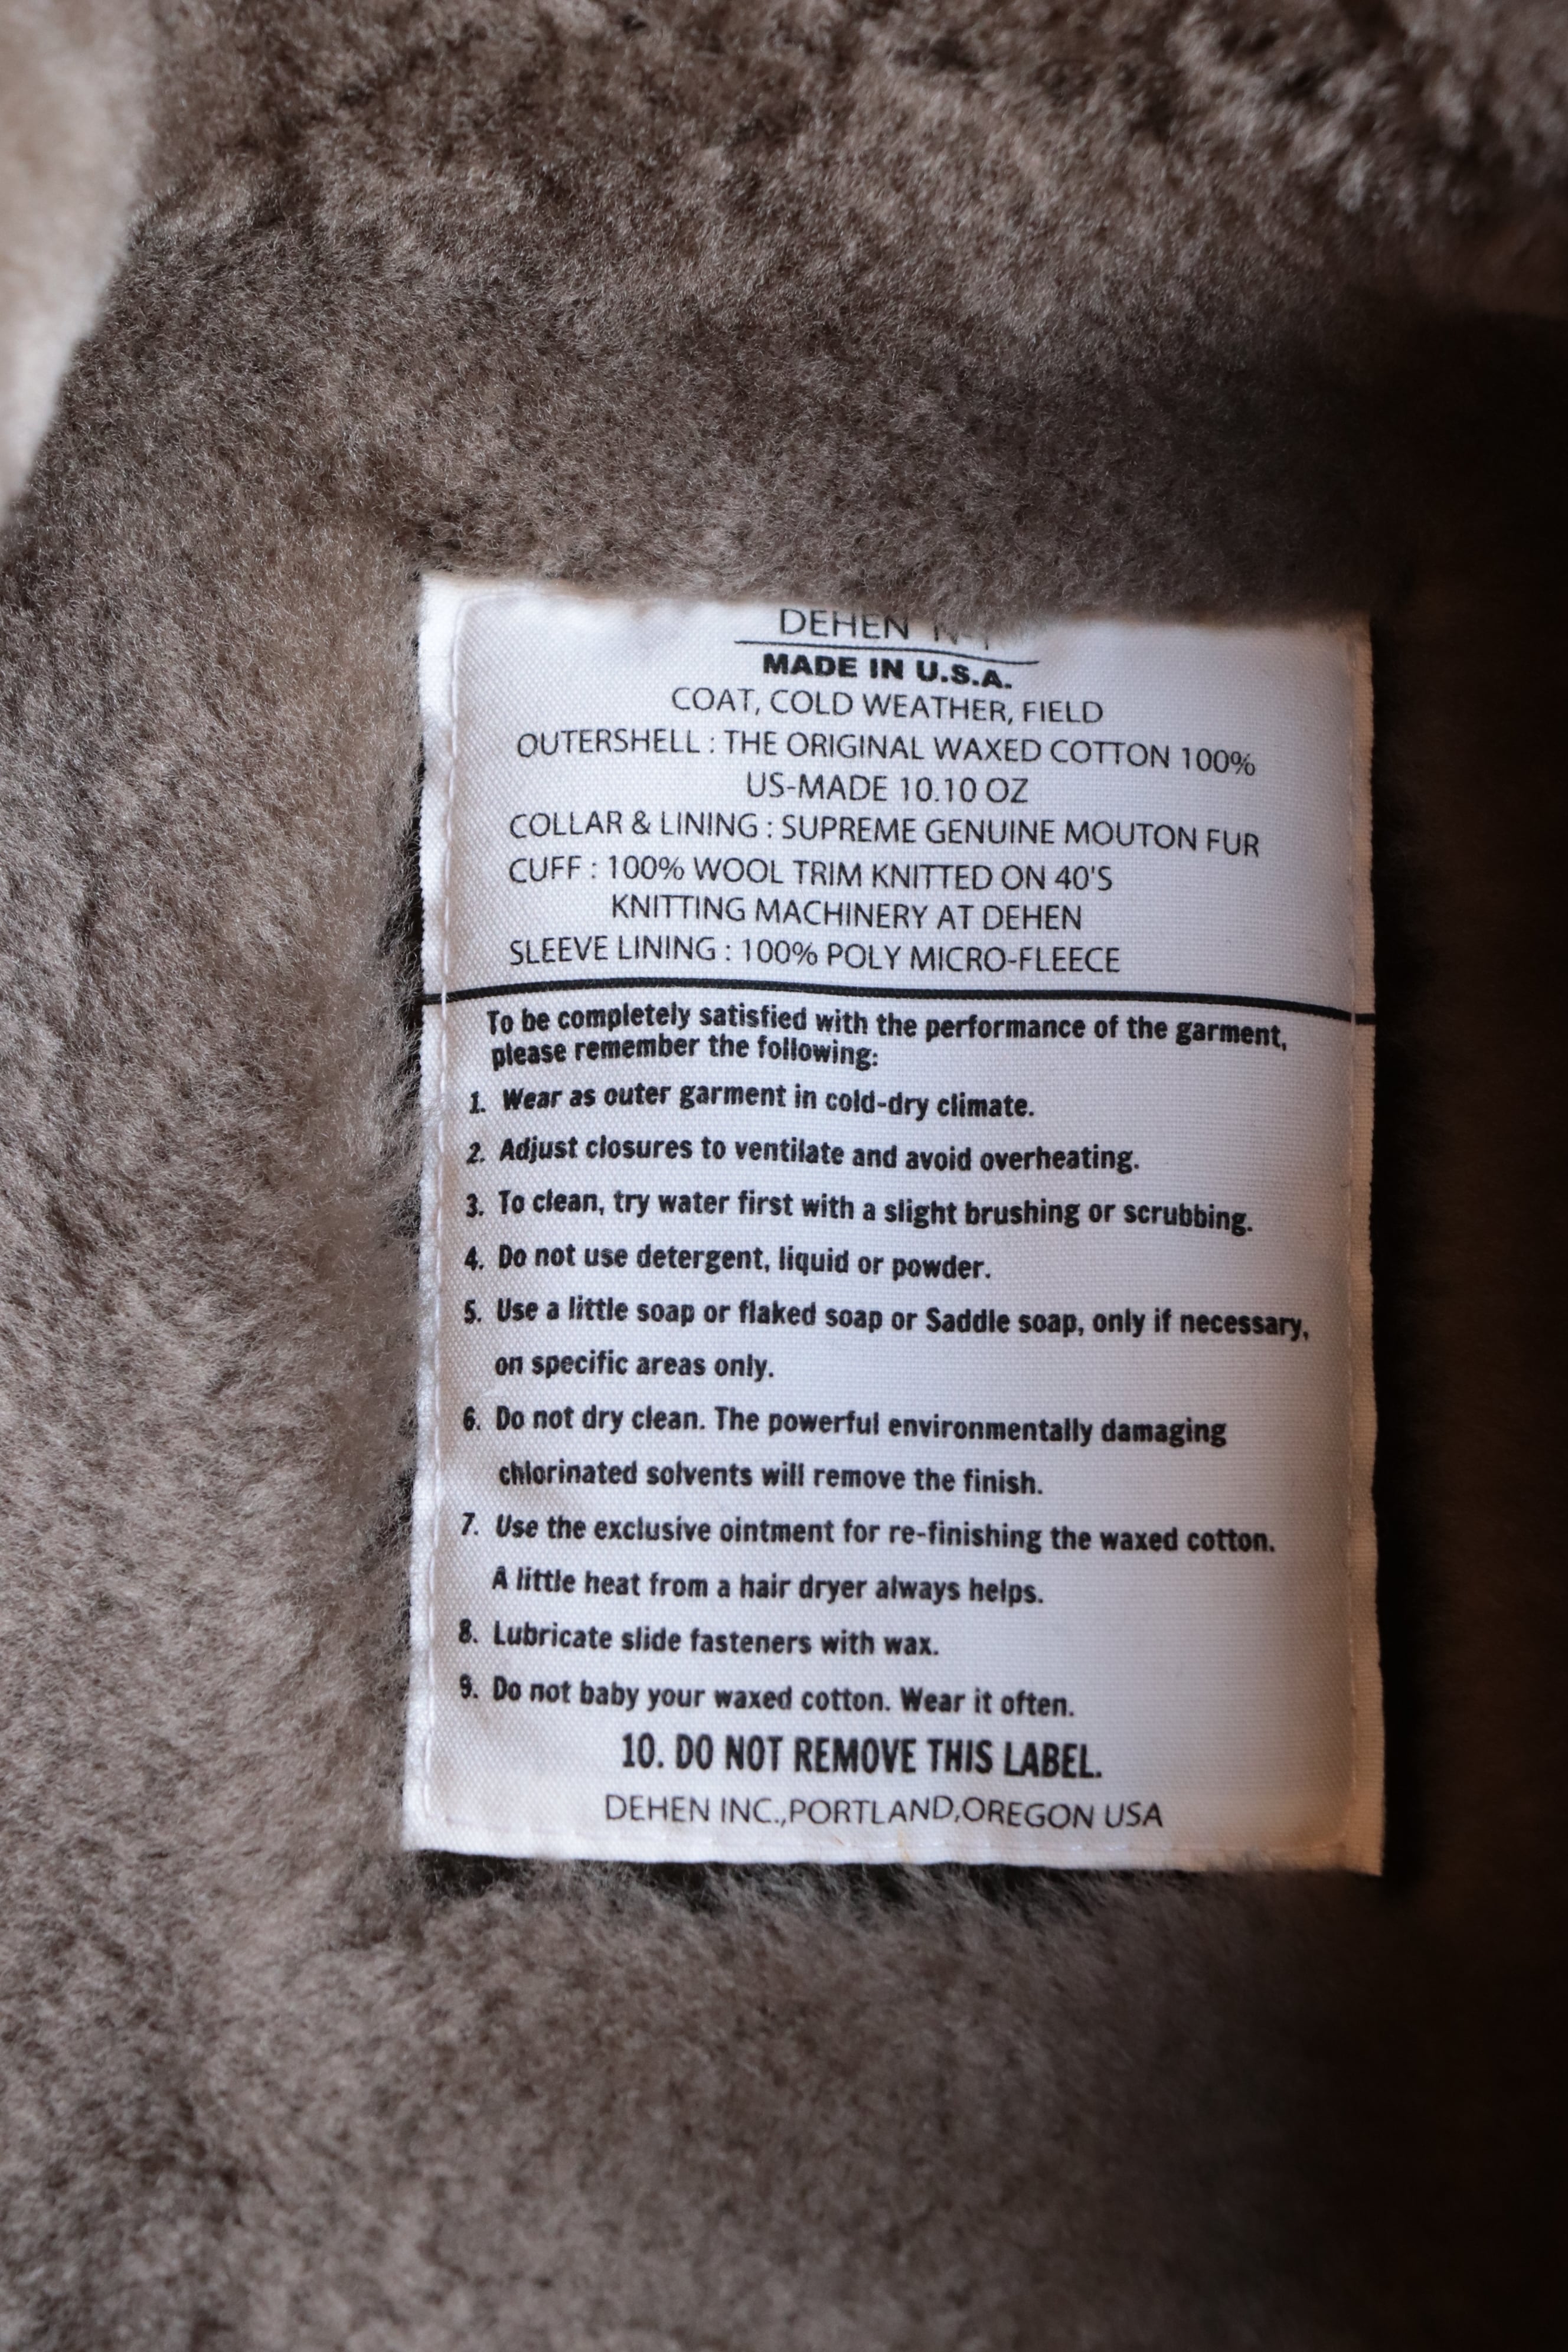 DEHEN
MADE IN U.S.A.
COAT, COLD WEATHER, FIELD
OUTERSHELL : THE ORIGINAL WAXED COTTON 100%
US-MADE 10.10 OZ
COLLAR & LINING : SUPREME GENUINE MOUTON FUR
CUFF : 100% WOOL TRIM KNITTED ON 40'S
KNITTING MACHINERY AT DEHEN
SLEEVE LINING : 100% POLY MICRO-FLEECE
To be completely satisfied with the performance of the garment,
please remember the following:
1. Wear as outer garment in cold-dry climate.
2. Adjust closures to ventilate and avoid overheating.
3. To clean, try water first with a slight brushing or scrubbing.
4. Do not use detergent, liquid or powder.
5. Use a little soap or flaked soap or Saddle soap, only if necessary,
on specific areas only.
6. Do not dry clean. The powerful environmentally damaging
chlorinated solvents will remove the finish.
7. Use the exclusive ointment for re-finishing the waxed cotton.
A little heat from a hair dryer always helps.
8. Lubricate slide fasteners with wax.
9. Do not baby your waxed cotton. Wear it often.
10. DO NOT REMOVE THIS LABEL.
DEHEN INC.,PORTLAND,OREGON USA